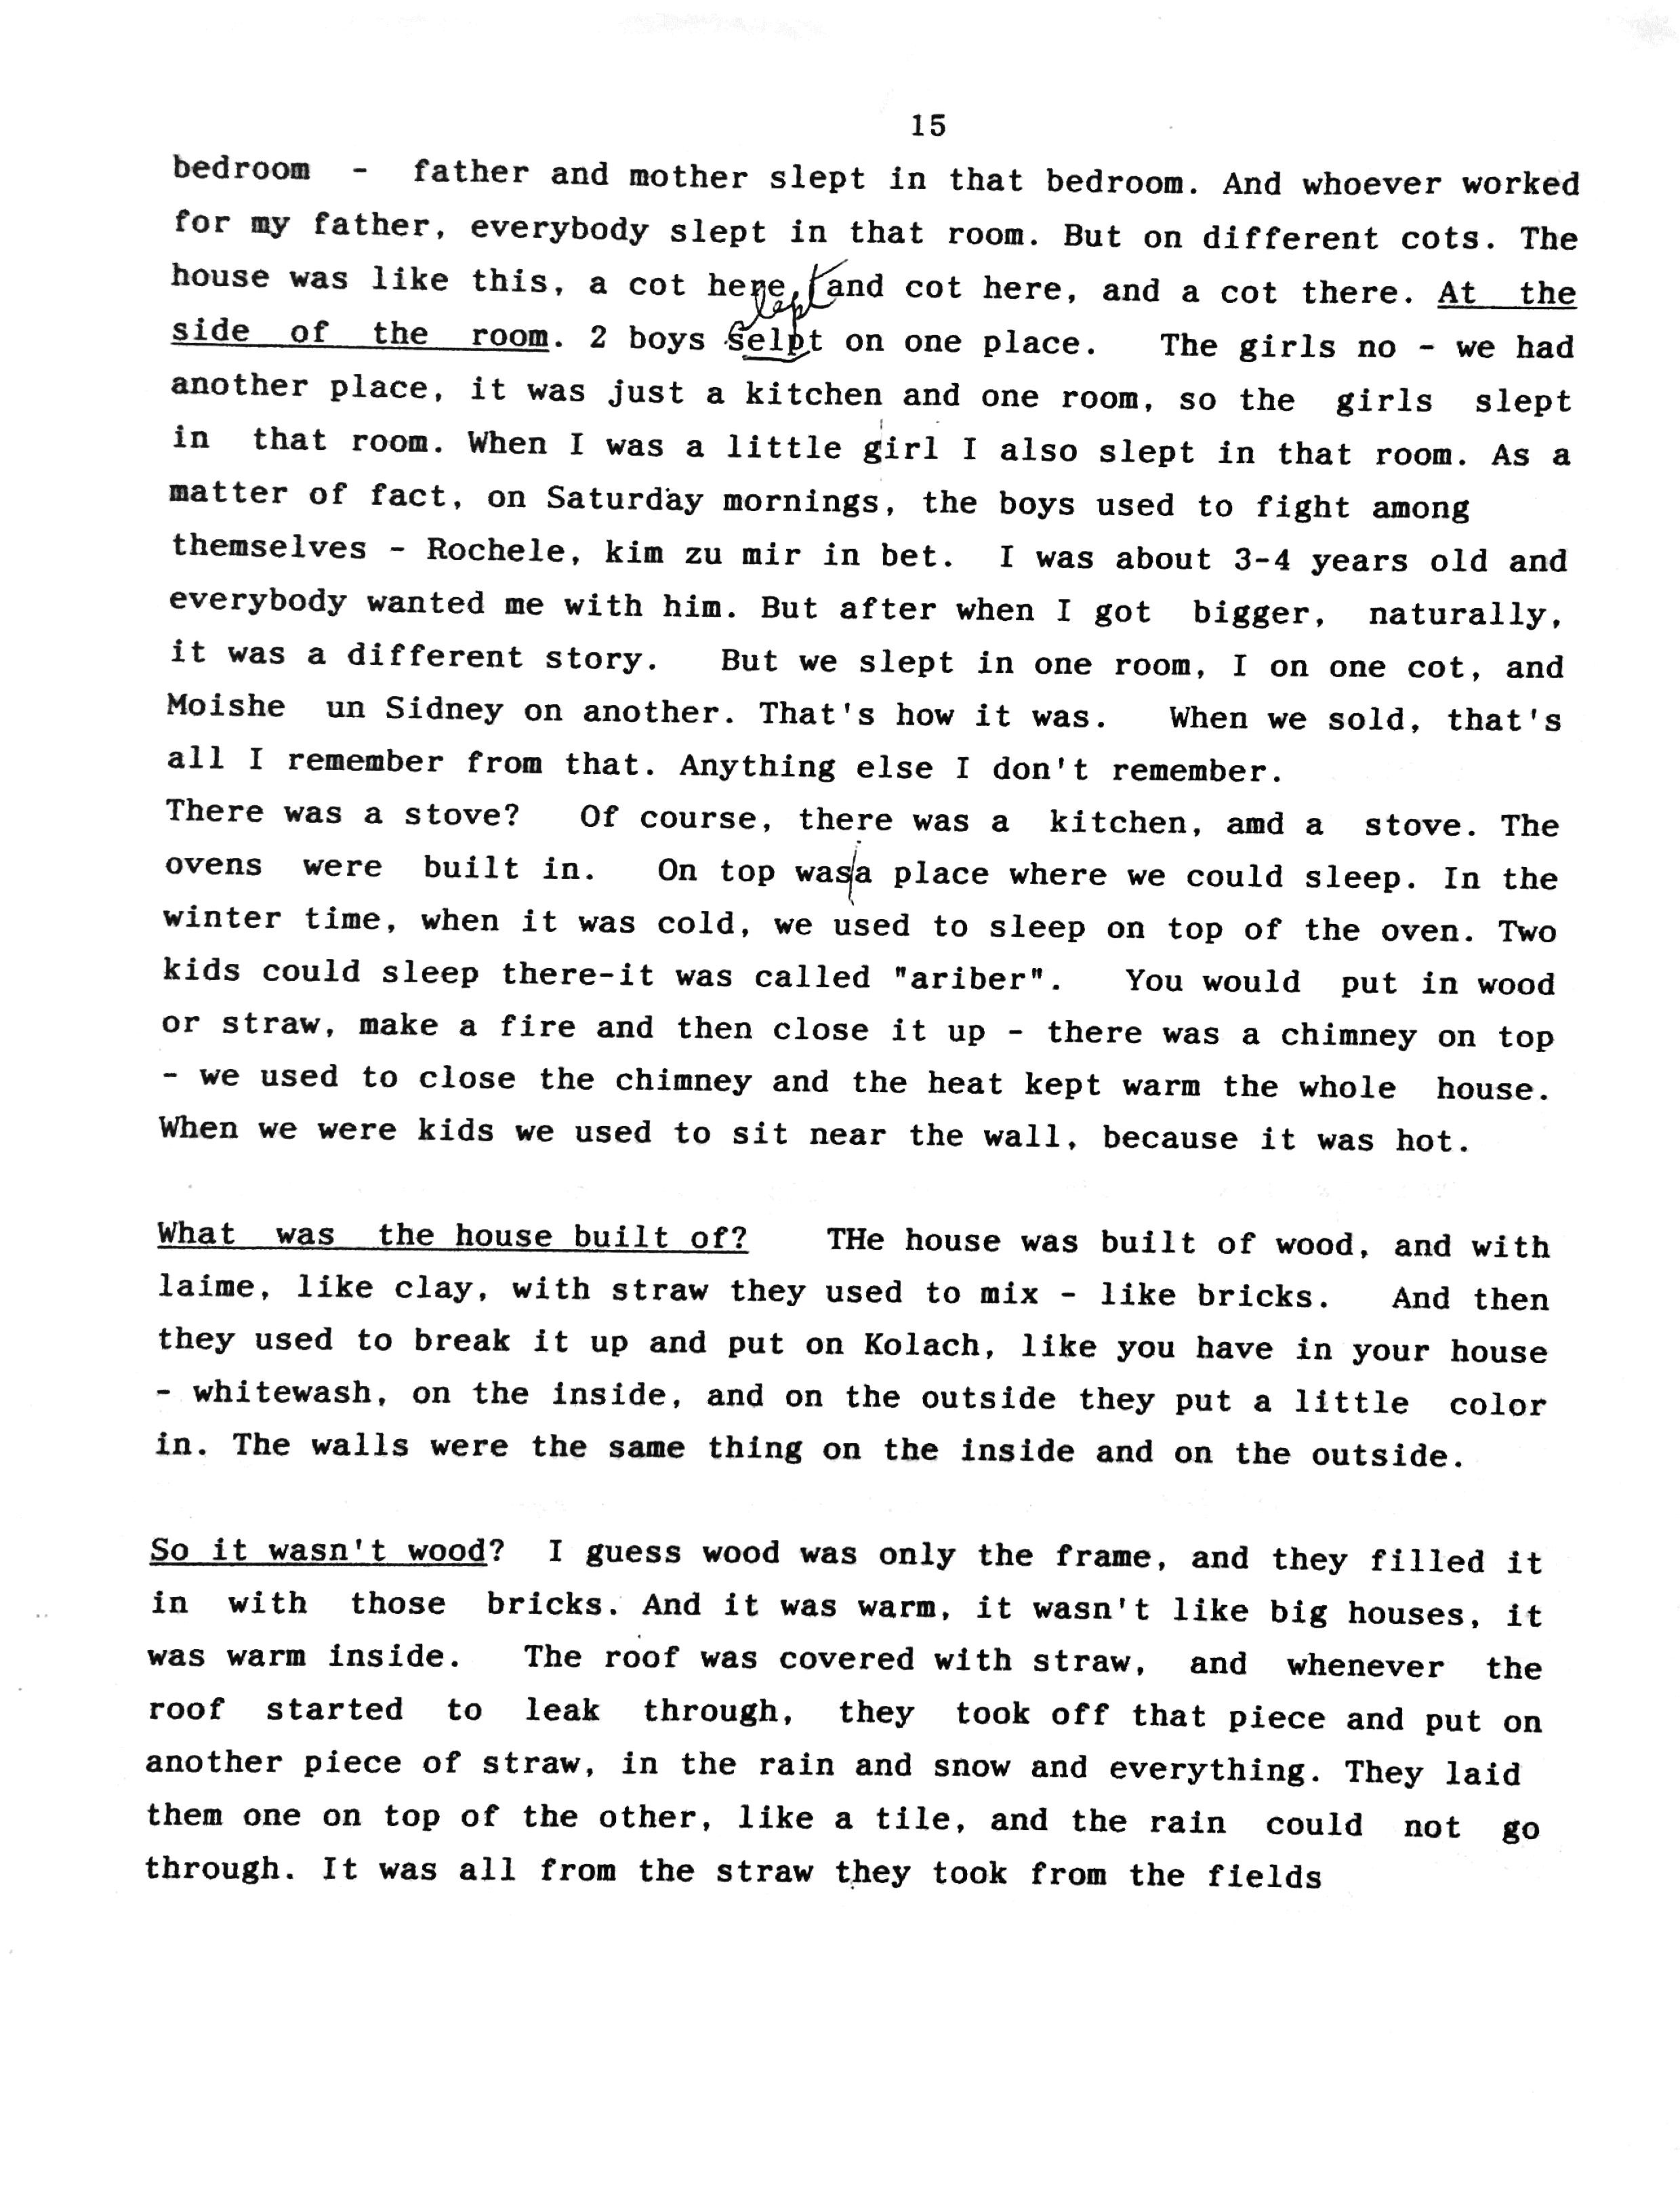 15
bedroom - father and mother slept in that bedroom. And whoever worked
for my father, everybody slept in that room. But on different cots. The
house was like this, a cot here, and cot here, and a cot there. At the
slept
side of the room. 2 boys selpt on one place. The girls no - we had
another place, it was just a kitchen and one room, so the girls slept
in that room. When I was a little girl I also slept in that room. As a
matter of fact, on Saturday mornings, the boys used to fight among
themselves - Rochele, kim zu mir in bet. I was about 3-4 years old and
everybody wanted me with him. But after when I got bigger, naturally,
it was a different story. But we slept in one room, I on one cot, and
Moishe un Sidney on another. That's how it was. When we sold, that's
all I remember from that. Anything else I don't remember.
There was a stove? Of course, there was a kitchen, amd a stove. The
ovens were built in. On top was/a place where we could sleep. In the
winter time, when it was cold, we used to sleep on top of the oven. Two
kids could sleep there-it was called "ariber". You would put in wood
or straw, make a fire and then close it up - there was a chimney on top
- we used to close the chimney and the heat kept warm the whole house.
When we were kids we used to sit near the wall, because it was hot.
What was the house built of? THe house was built of wood, and with
laime, like clay, with straw they used to mix - like bricks. And then
they used to break it up and put on Kolach, like you have in your house
- whitewash, on the inside, and on the outside they put a little color
in. The walls were the same thing on the inside and on the outside.
So it wasn't wood? I guess wood was only the frame, and they filled it
in with those bricks. And it was warm, it wasn't like big houses, it
was warm inside. The roof was covered with straw, and whenever the
roof started to leak through, they took off that piece and put on
another piece of straw, in the rain and snow and everything. They laid
them one on top of the other, like a tile, and the rain could not go
through. It was all from the straw they took from the fields